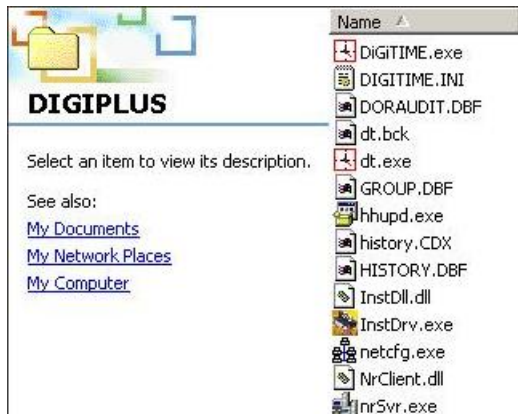 DIGIPLUS
Select an item to view its description.
See also:
My Documents
My Network Places
My Computer
Name
DiGiTIME.exe
DIGITIME.INI
DORAUDIT.DBF
dt.bck
dt.exe
GROUP.DBF
hhupd.exe
history.CDX
HISTORY.DBF
InstDll.dll
InstDrv.exe
netcfg.exe
NrClient.dll
nrSvr.exe